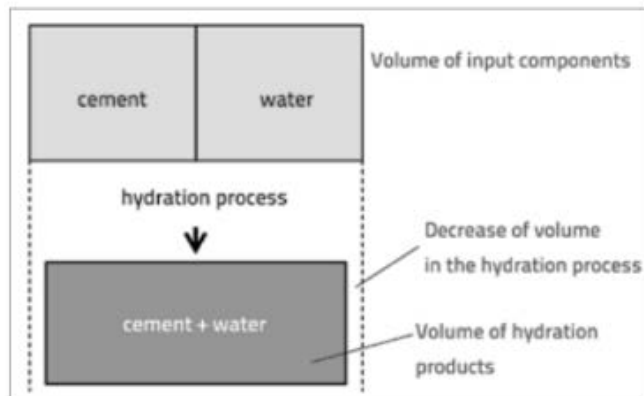 Volume of input components
cement
water
hydration process
Decrease of volume
in the hydration process
cement + water
Volume of hydration
products